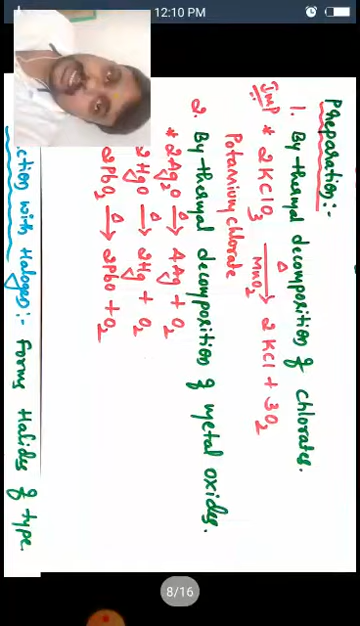 12:10 PM
Preparation:-
1. By thermal decomposition of chlorates.
Imp * 2KClO3 →Δ MnO2 2KCl + 3O2
Potassium chlorate
2. By thermal decomposition of metal oxides.
* 2Ag2O →Δ 4Ag + O2
2HgO →Δ 2Hg + O2
2PbO2 →Δ 2PbO + O2
ction with Halogens:- Forms Halides of type.
8/16